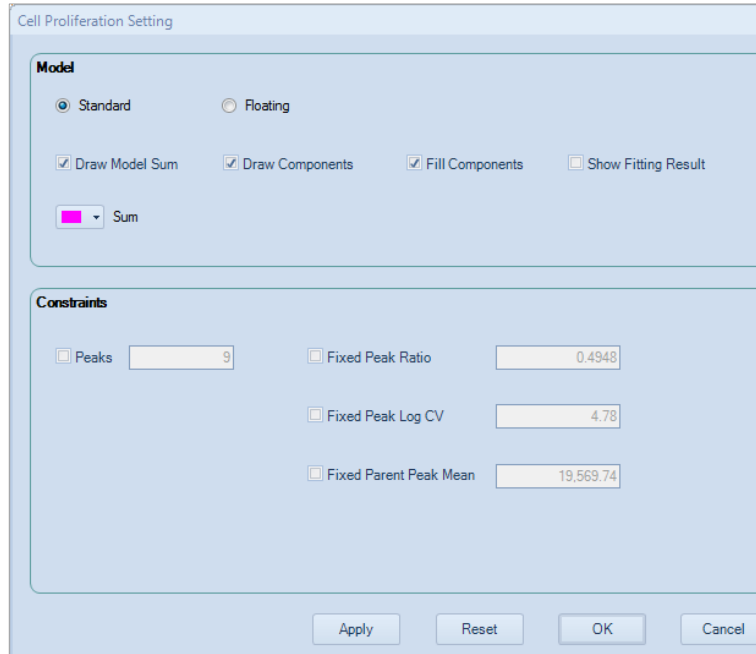 Cell Proliferation Setting
Model
Standard Floating
Draw Model Sum Draw Components Fill Components Show Fitting Result
Sum
Constraints
Peaks 9 Fixed Peak Ratio 0.4948
Fixed Peak Log CV 4.78
Fixed Parent Peak Mean 19,569.74
Apply Reset OK Cancel